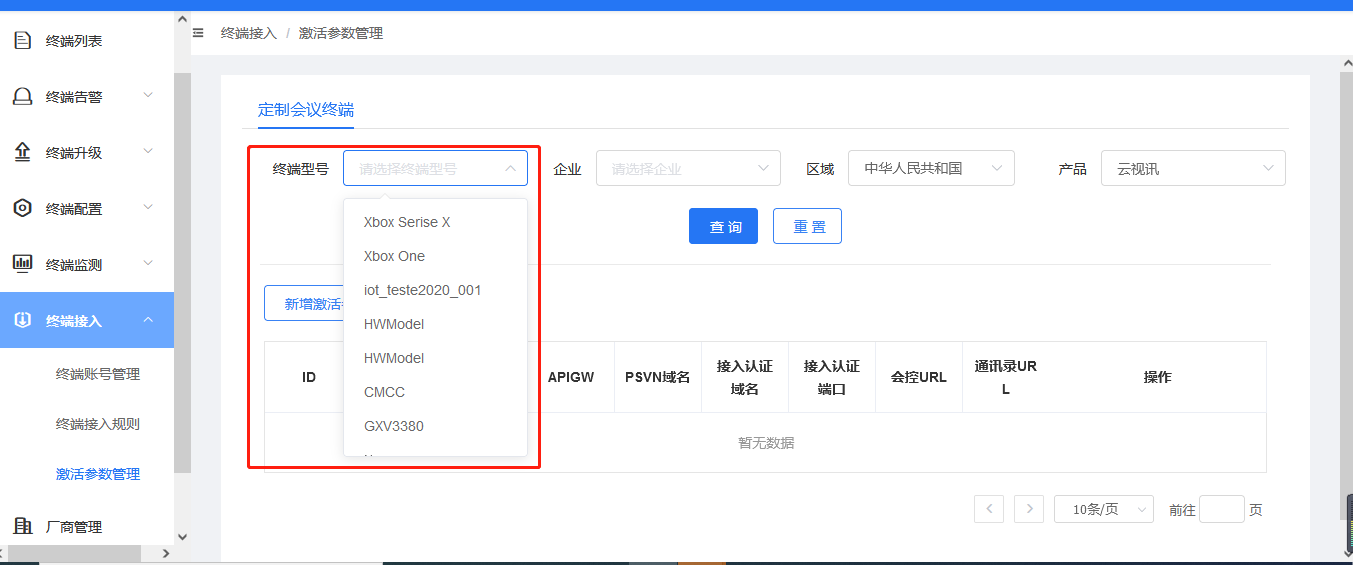 终端列表
终端告警
终端升级
终端配置
终端监测
终端接入
终端账号管理
终端接入规则
激活参数管理
厂商管理
终端接入 / 激活参数管理
定制会议终端
终端型号 请选择终端型号 企业 请选择企业 区域 中华人民共和国 产品 云视讯
Xbox Serise X
Xbox One
iot_teste2020_001
HWModel
HWModel
CMCC
GXV3380
查询 重置
新增激活
ID APIGW PSVN域名 接入认证 接入认证 会控URL 通讯录UR 操作
域名 端口 L
暂无数据
10条/页 前往 页